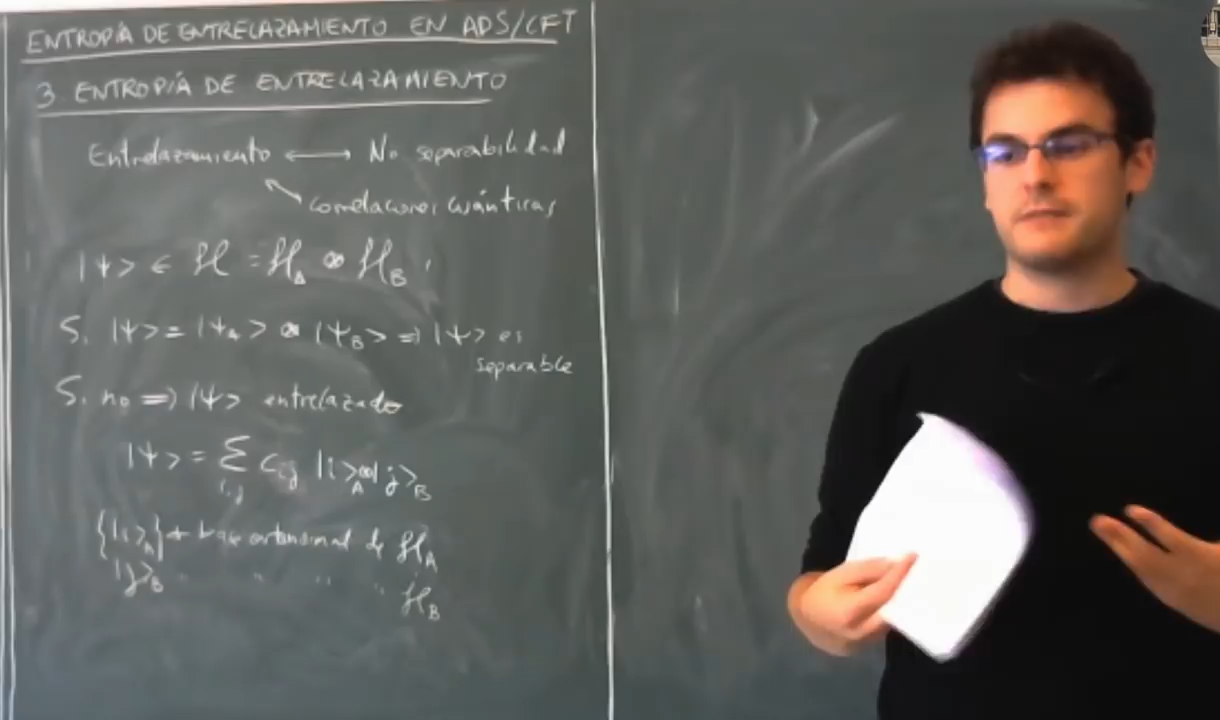 ENTROPÍA DE ENTRELAZAMIENTO EN ADS/CFT
3 ENTROPÍA DE ENTRELAZAMIENTO
Entrelazamiento ⟷ No separabilidad
↖ correlaciones cuánticas
|ψ> ∈ ℋ = ℋ_A ⊗ ℋ_B
Si |ψ> = |ψ_A> ⊗ |ψ_B> ⇒ |ψ> es
separable
Si no ⇒ |ψ> entrelazado
|ψ> = Σ_{i,j} c_{ij} |i>_A ⊗ |j>_B
{|i>_A} → base ortonormal de ℋ_A
|j>_B " " " " ℋ_B